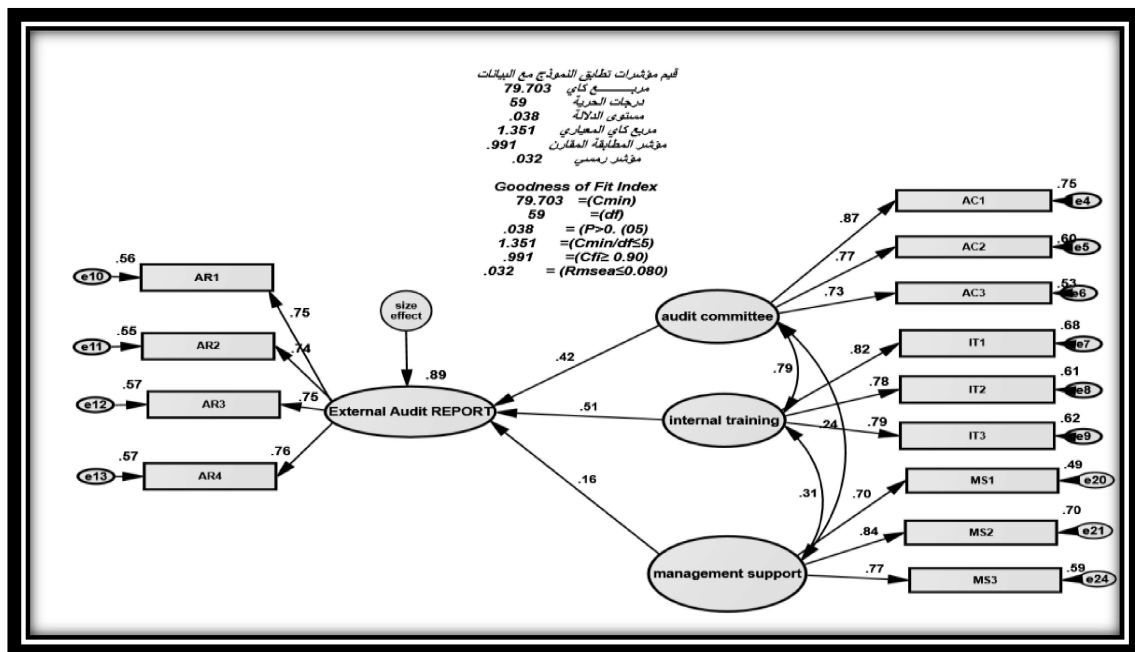 قيم مؤشرات تطابق النموذج مع البيانات
مربـــــــع كاي 79.703
درجات الحرية 59
مستوى الدلالة .038
مربع كاي المعياري 1.351
مؤشر المطابقة المقارن .991
مؤشر رمسي .032
Goodness of Fit Index
79.703 =(Cmin)
59 =(df)
.038 = (P>0. (05)
1.351 =(Cmin/df≤5)
.991 =(Cfi≥ 0.90)
.032 = (Rmsea≤0.080)
e10
.56
AR1
e11
.55
AR2
e12
.57
AR3
e13
.57
AR4
.75
.74
.75
.76
size
effect
.89
External Audit REPORT
.42
.51
.16
audit committee
internal training
management support
.79
.24
.31
.87
.77
.73
.82
.78
.79
.70
.84
.77
AC1
.75
e4
AC2
.60
e5
AC3
.53
e6
IT1
.68
e7
IT2
.61
e8
IT3
.62
e9
MS1
.49
e20
MS2
.70
e21
MS3
.59
e24